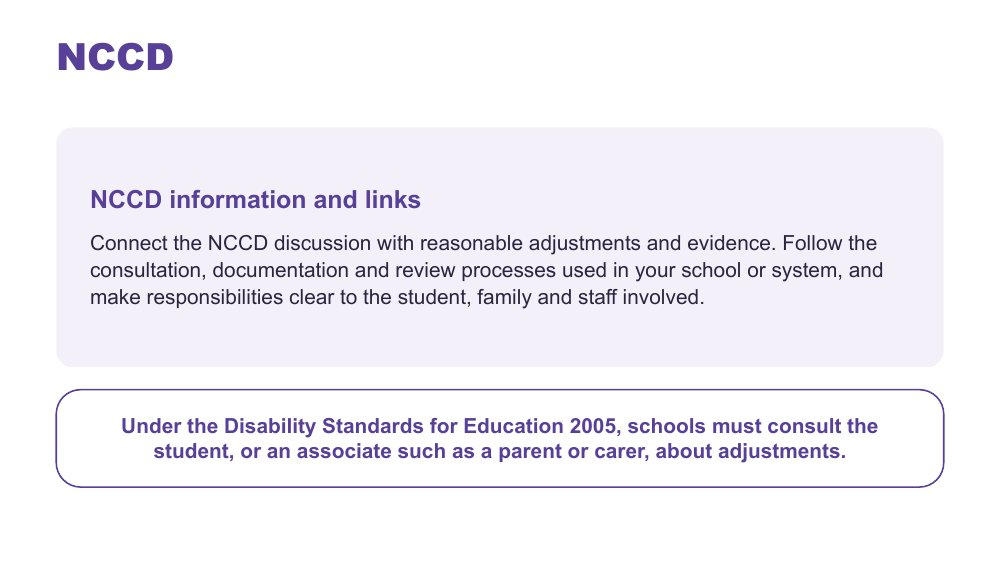 NCCD
NCCD information and links
Connect the NCCD discussion with reasonable adjustments and evidence. Follow the
consultation, documentation and review processes used in your school or system, and
make responsibilities clear to the student, family and staff involved.
Under the Disability Standards for Education 2005, schools must consult the
student, or an associate such as a parent or carer, about adjustments.